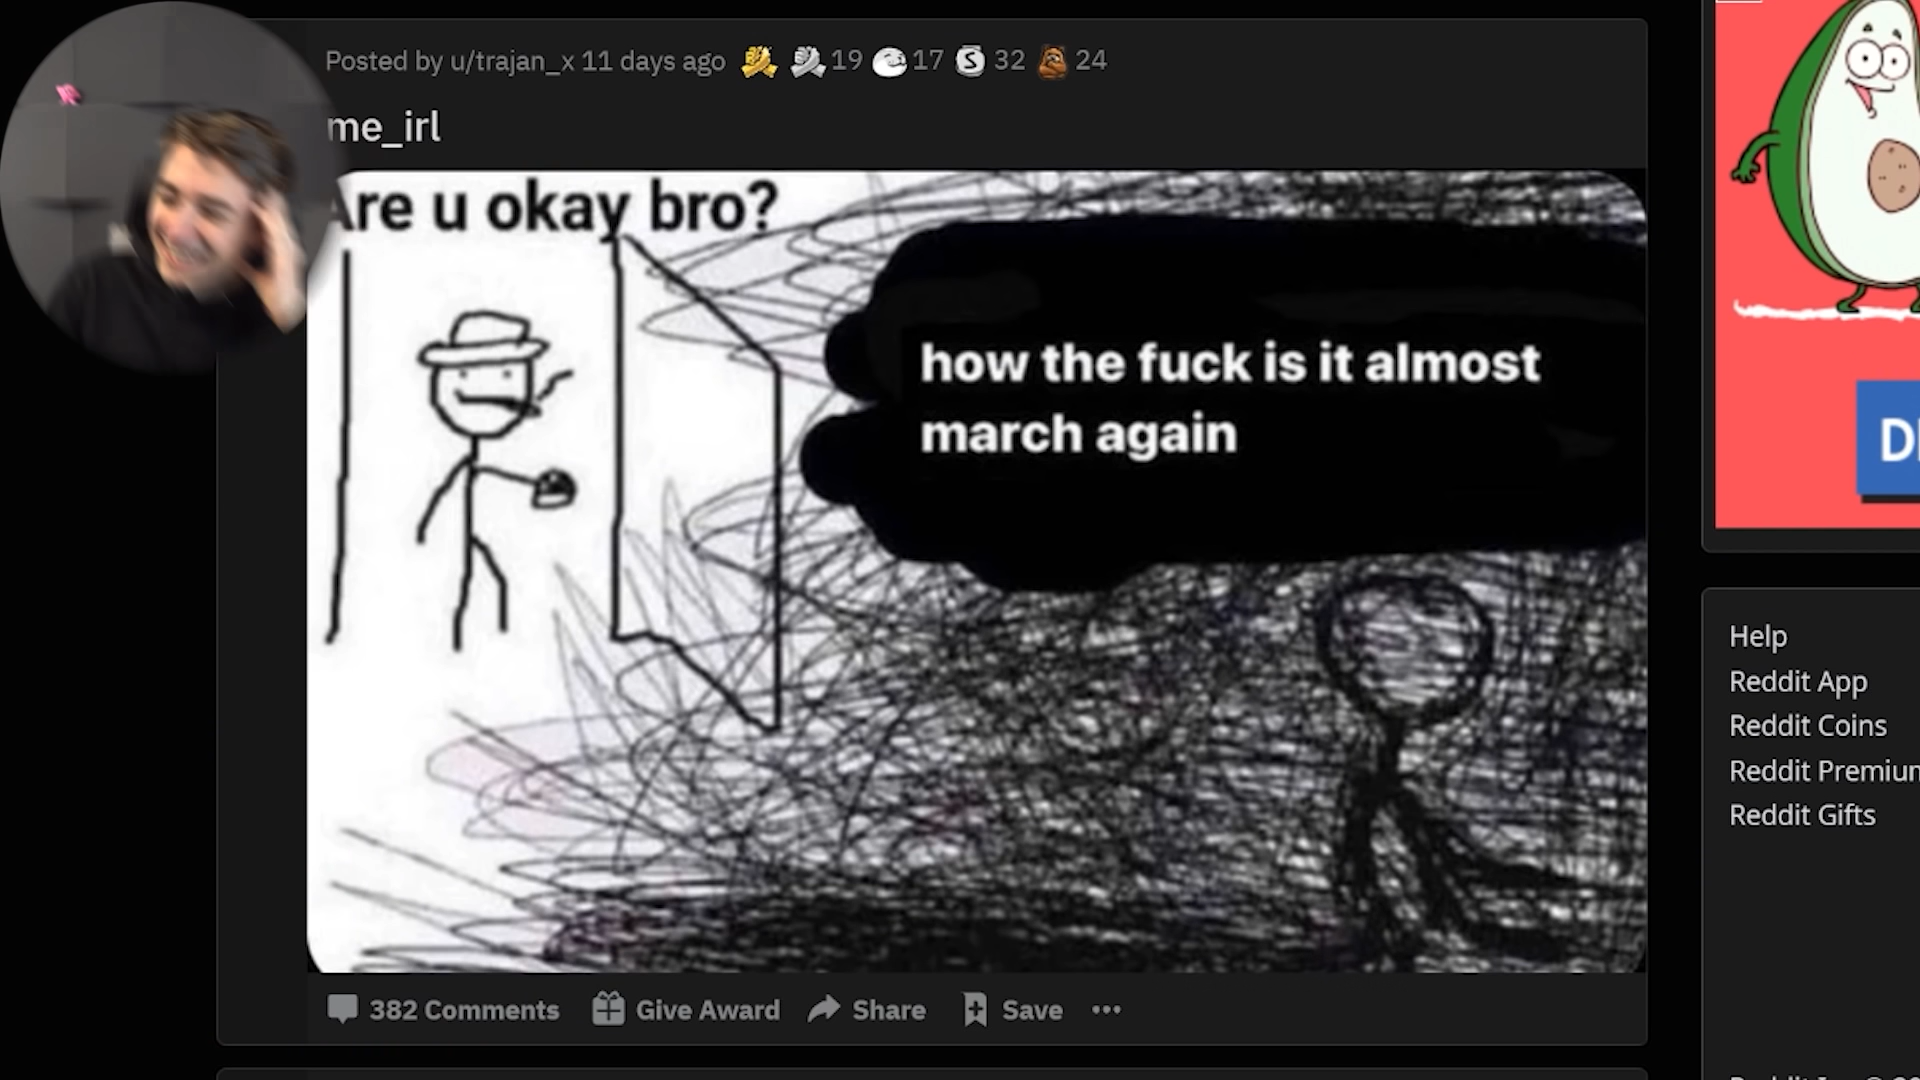 Posted by u/trajan_x 11 days ago 19 17 S 32 24
me_irl
Are u okay bro?
how the fuck is it almost
march again
382 Comments Give Award Share Save
Help
Reddit App
Reddit Coins
Reddit Premium
Reddit Gifts